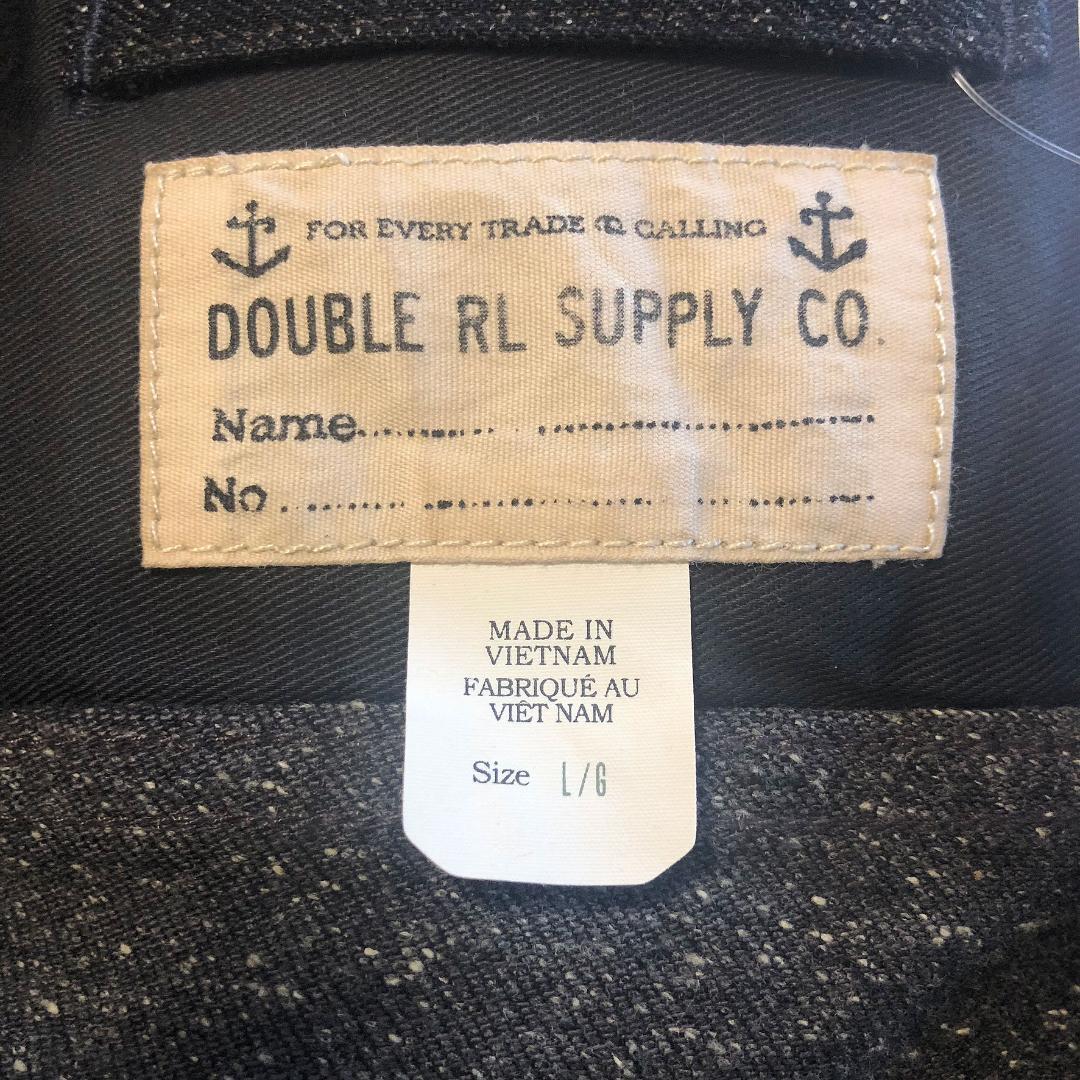 FOR EVERY TRADE & CALLING
DOUBLE RL SUPPLY CO.
Name
No
MADE IN
VIETNAM
FABRIQUÉ AU
VIÊT NAM
Size L/G